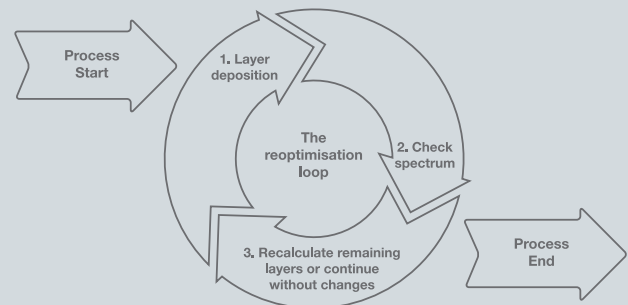 Process
Start
1. Layer
deposition
The
reoptimisation
loop
2. Check
spectrum
3. Recalculate remaining
layers or continue
without changes
Process
End